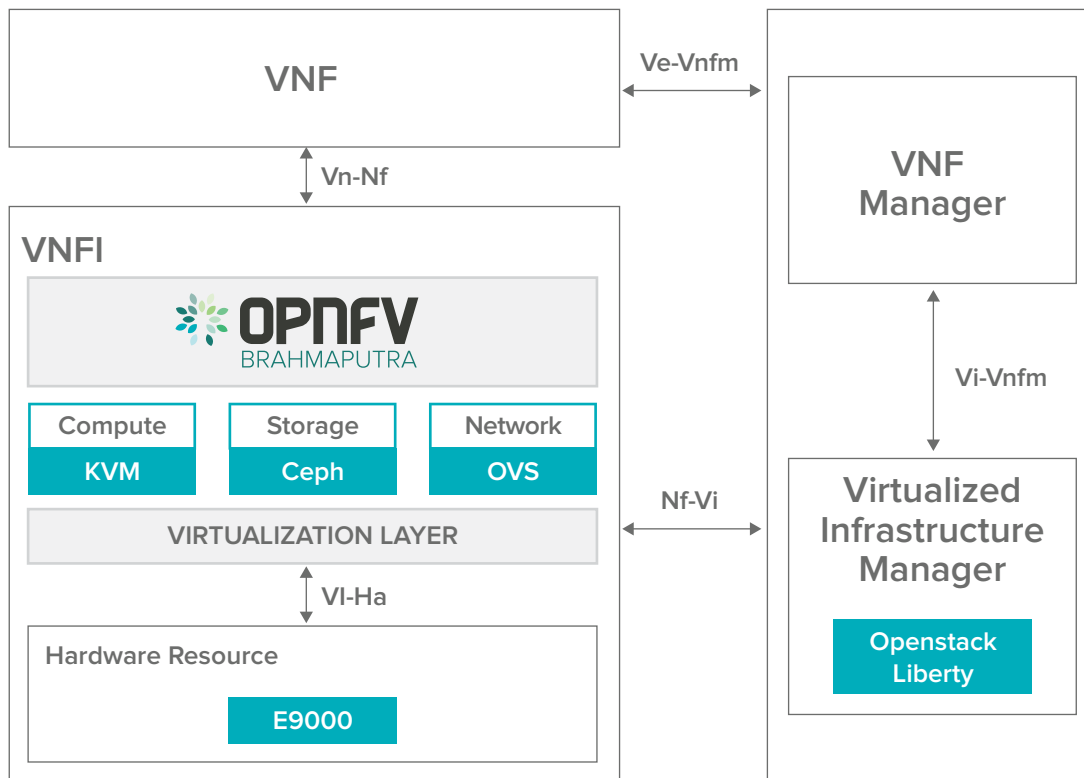 VNF
Ve-Vnfm
Vn-Nf
VNFI
OPNFV
BRAHMAPUTRA
Compute
KVM
Storage
Ceph
Network
OVS
VIRTUALIZATION LAYER
VI-Ha
Hardware Resource
E9000
Nf-Vi
VNF
Manager
Vi-Vnfm
Virtualized
Infrastructure
Manager
Openstack
Liberty